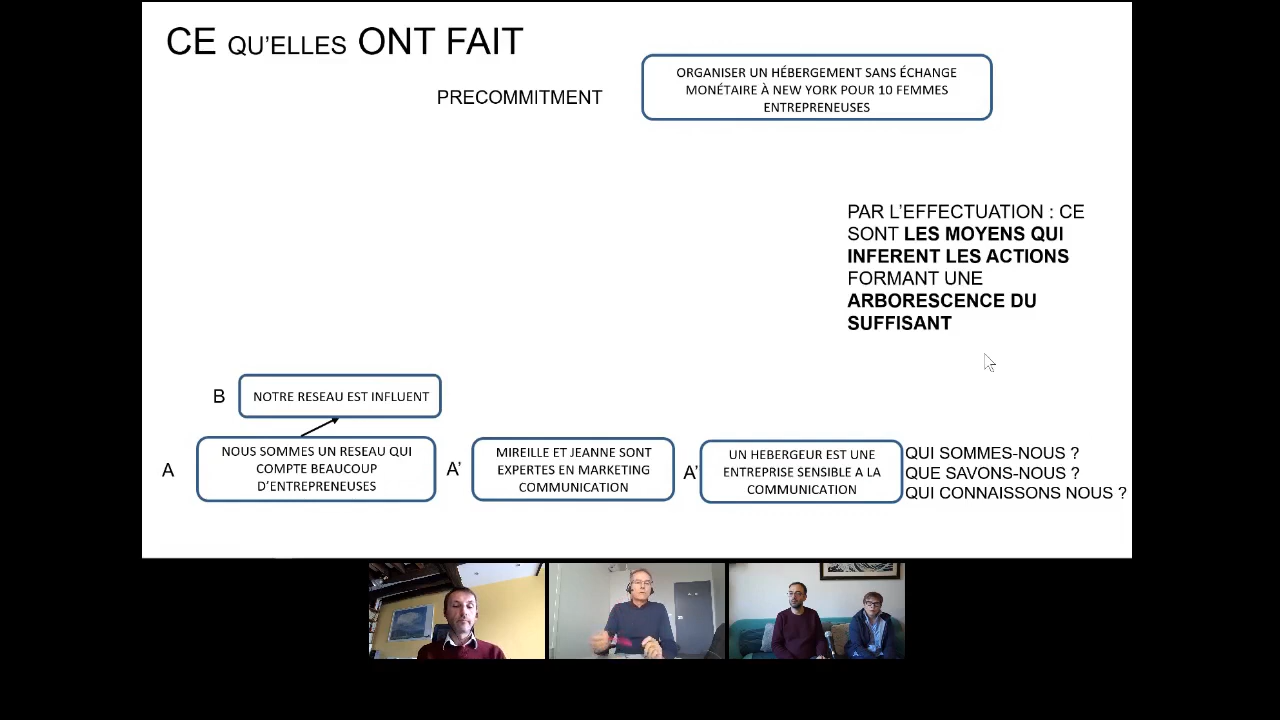 CE QU'ELLES ONT FAIT
PRECOMMITMENT
ORGANISER UN HÉBERGEMENT SANS ÉCHANGE
MONÉTAIRE À NEW YORK POUR 10 FEMMES
ENTREPRENEUSES
PAR L'EFFECTUATION : CE
SONT LES MOYENS QUI
INFERENT LES ACTIONS
FORMANT UNE
ARBORESCENCE DU
SUFFISANT
B
NOTRE RESEAU EST INFLUENT
A
NOUS SOMMES UN RESEAU QUI
COMPTE BEAUCOUP
D'ENTREPRENEUSES
A'
MIREILLE ET JEANNE SONT
EXPERTES EN MARKETING
COMMUNICATION
A'
UN HEBERGEUR EST UNE
ENTREPRISE SENSIBLE A LA
COMMUNICATION
QUI SOMMES-NOUS ?
QUE SAVONS-NOUS ?
QUI CONNAISSONS NOUS ?